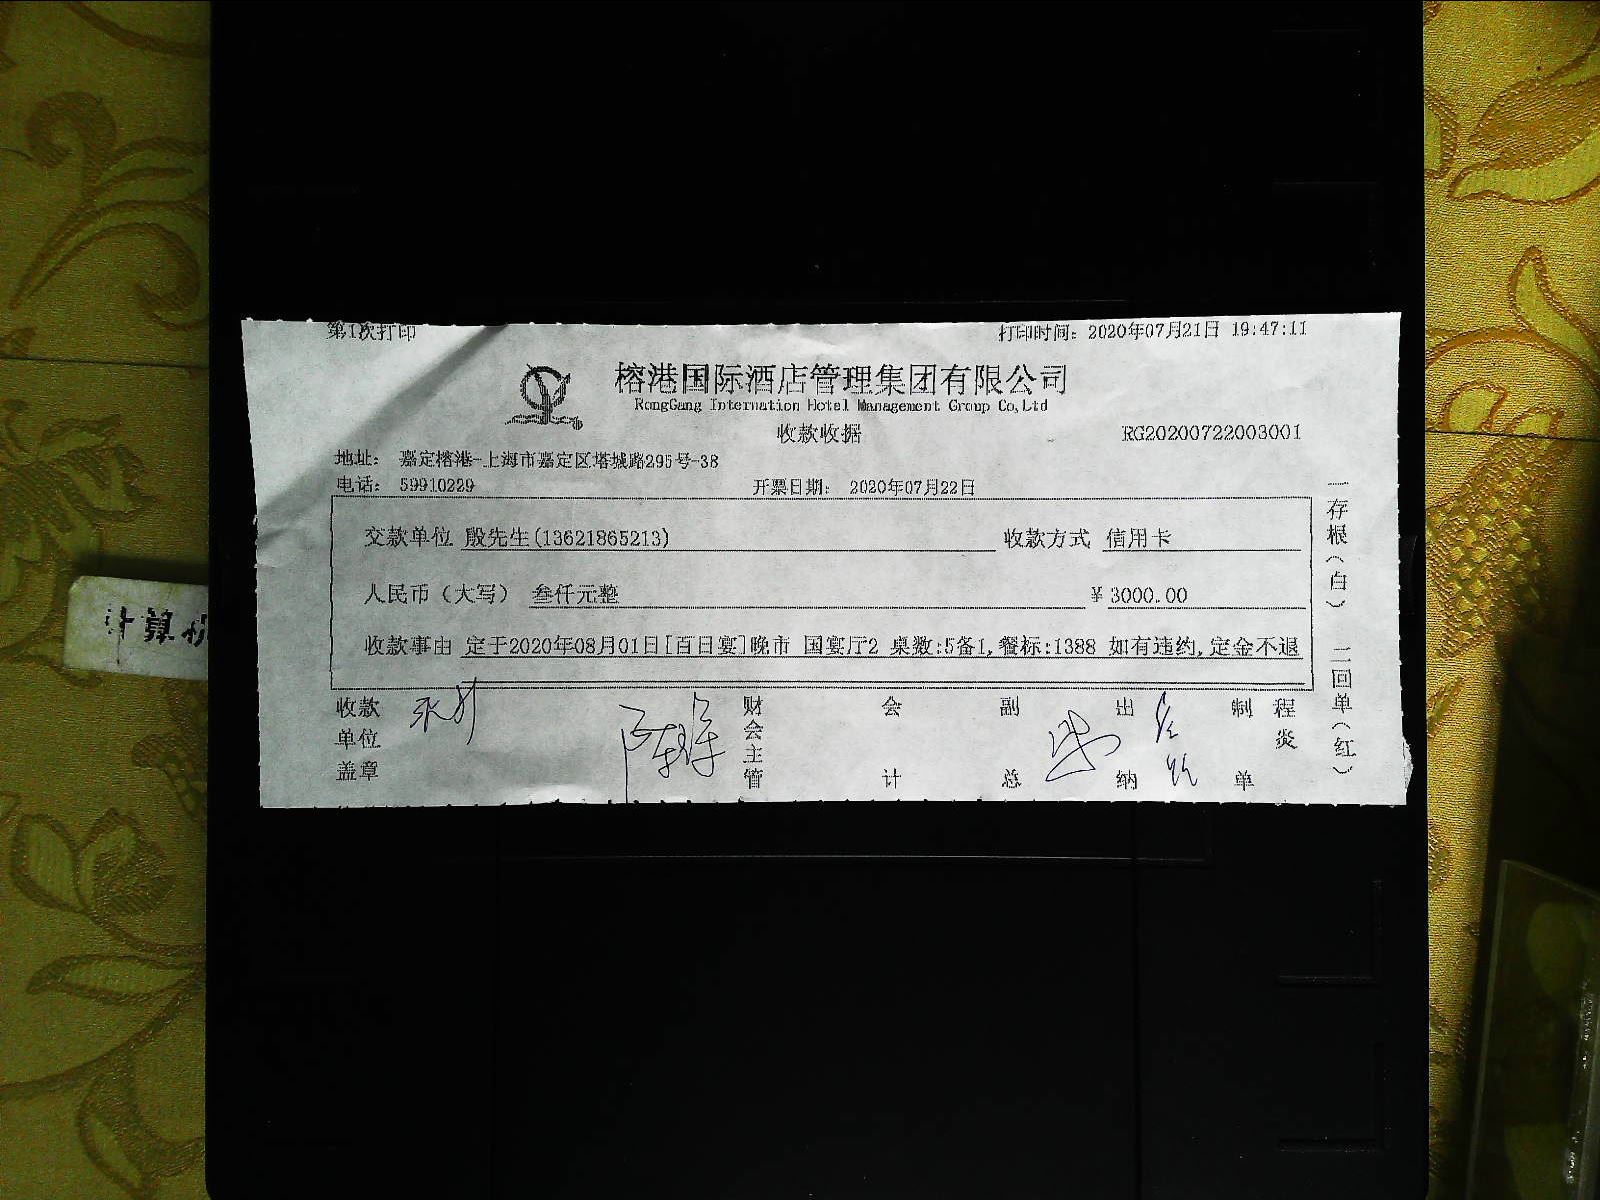 第1次打印
打印时间: 2020年07月21日 19:47:11
榕港国际酒店管理集团有限公司
RongGang Internation Hotel Management Group Co,Ltd
收款收据
RG20200722003001
地址: 嘉定榕港-上海市嘉定区塔城路295号-38
电话: 59910229
开票日期: 2020年07月22日
交款单位 殷先生(13621865213)
收款方式 信用卡
人民币（大写） 叁仟元整
¥3000.00
收款事由 定于2020年08月01日[百日宴]晚市 国宴厅2 桌数:5备1,餐标:1388 如有违约,定金不退
收款单位盖章
财会主管
会计
副总
出纳
制单
程炎
一存根(白)
二回单(红)
计算机